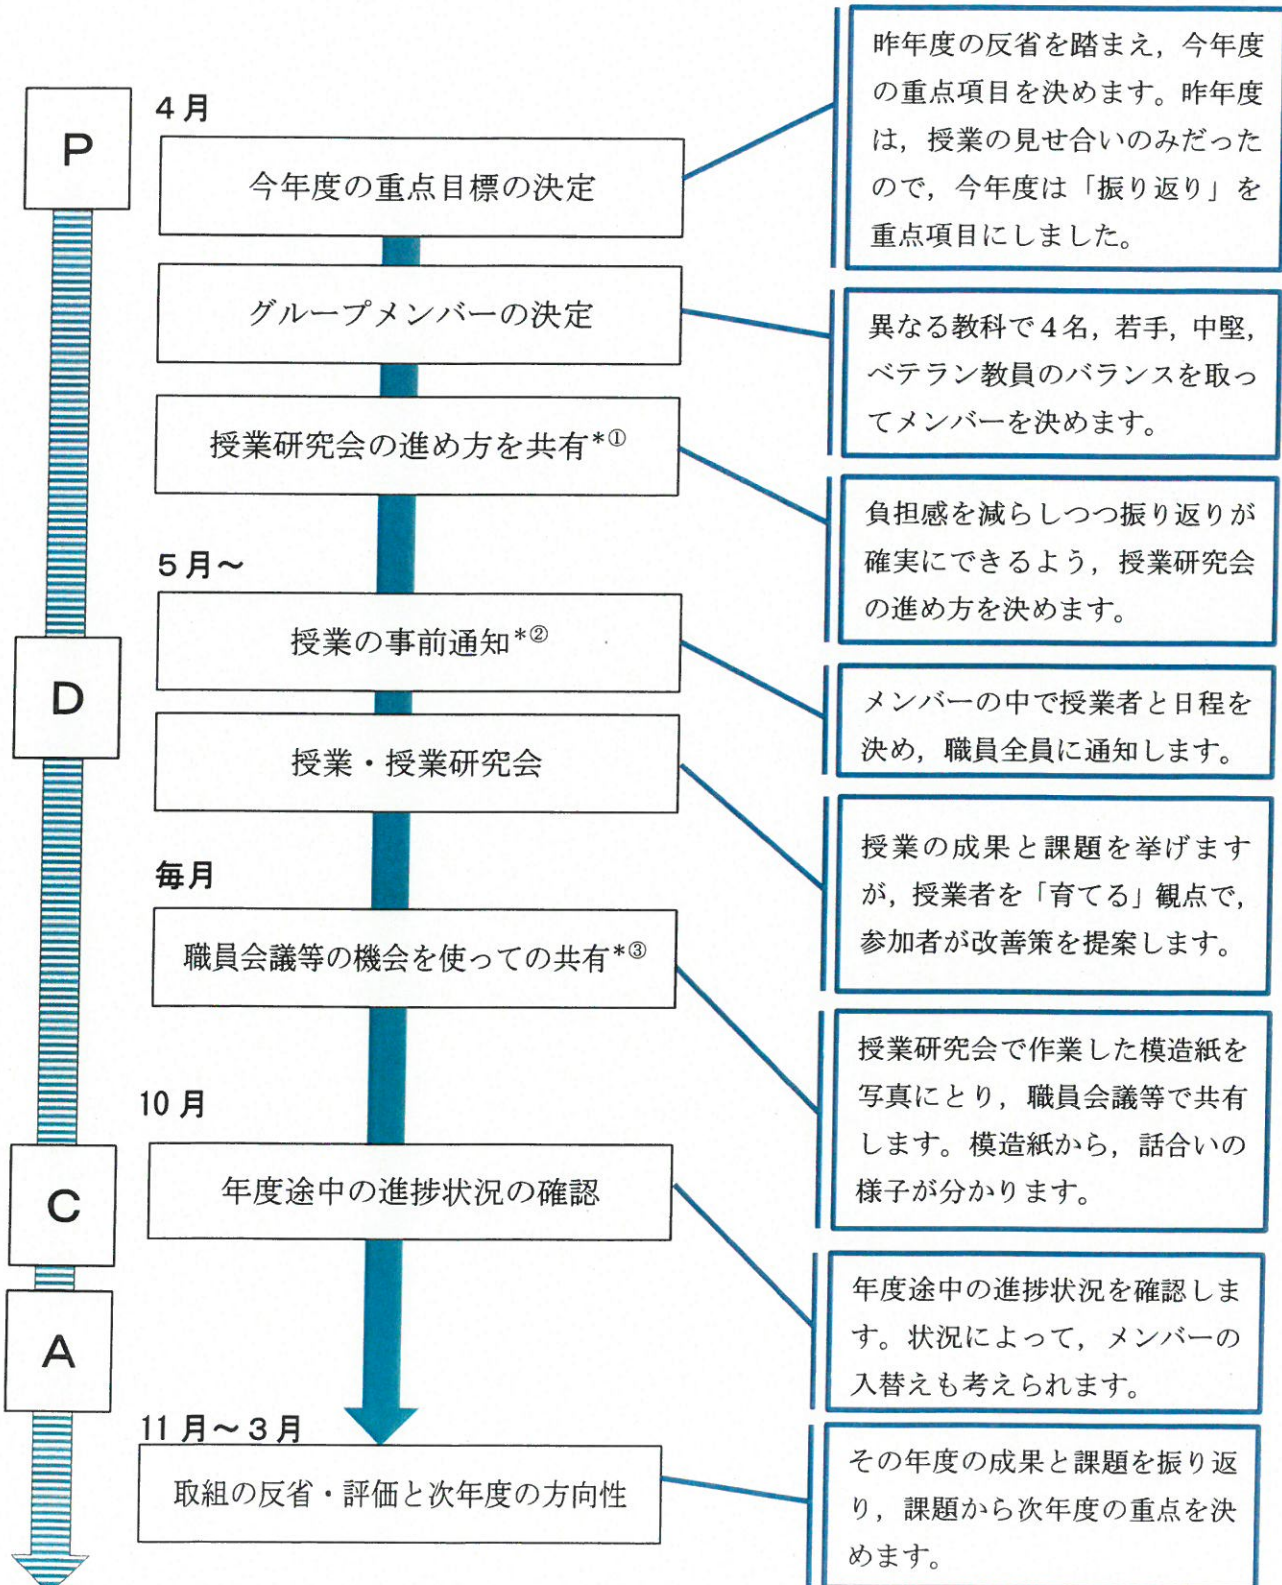 P
4月
今年度の重点目標の決定
昨年度の反省を踏まえ，今年度
の重点項目を決めます。昨年度
は，授業の見せ合いのみだった
ので，今年度は「振り返り」を
重点項目にしました。
グループメンバーの決定
異なる教科で４名，若手，中堅，
ベテラン教員のバランスを取っ
てメンバーを決めます。
授業研究会の進め方を共有*①
負担感を減らしつつ振り返りが
確実にできるよう，授業研究会
の進め方を決めます。
5月～
D
授業の事前通知*②
メンバーの中で授業者と日程を
決め，職員全員に通知します。
授業・授業研究会
授業の成果と課題を挙げます
が，授業者を「育てる」観点で，
参加者が改善策を提案します。
毎月
職員会議等の機会を使っての共有*③
授業研究会で作業した模造紙を
写真にとり，職員会議等で共有
します。模造紙から，話合いの
様子が分かります。
10月
C
年度途中の進捗状況の確認
年度途中の進捗状況を確認しま
す。状況によって，メンバーの
入替えも考えられます。
A
11月～3月
取組の反省・評価と次年度の方向性
その年度の成果と課題を振り返
り，課題から次年度の重点を決
めます。